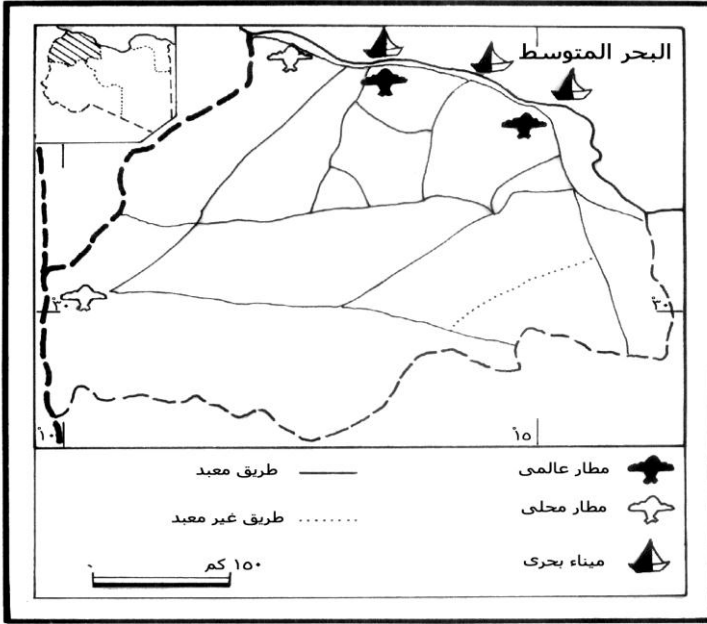 البحر المتوسط
°٣٠
°٣٠
°١٠
°١٥
مطار عالمى
طريق معبد
مطار محلى
طريق غير معبد
ميناء بحرى
١٥٠ كم
٠